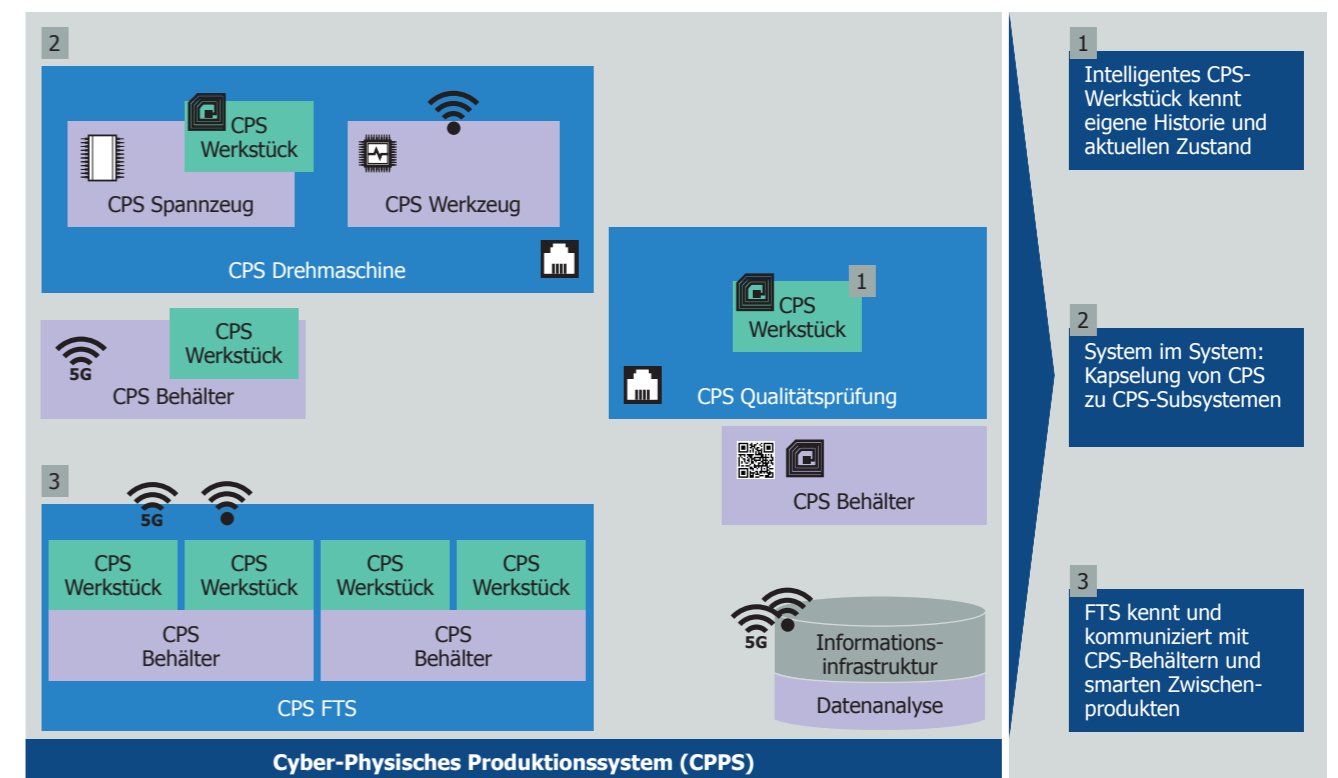 2
CPS
Werkstück
CPS Spannzeug
CPS Werkzeug
CPS Drehmaschine
CPS
Werkstück
5G
CPS Behälter
1
CPS
Werkstück
CPS Qualitätsprüfung
CPS Behälter
3
5G
CPS
Werkstück
CPS
Werkstück
CPS
Werkstück
CPS
Werkstück
CPS
Behälter
CPS
Behälter
CPS FTS
5G
Informations-
infrastruktur
Datenanalyse
Cyber-Physisches Produktionssystem (CPPS)
1
Intelligentes CPS-
Werkstück kennt
eigene Historie und
aktuellen Zustand
2
System im System:
Kapselung von CPS
zu CPS-Subsystemen
3
FTS kennt und
kommuniziert mit
CPS-Behältern und
smarten Zwischen-
produkten